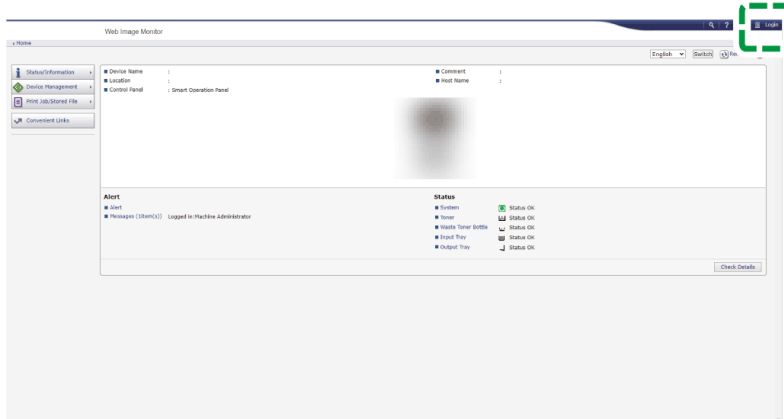 Login
Web Image Monitor
Home
English Switch
Status/Information
Device Management
Print Job/Stored File
Convenient Links
Device Name :
Location :
Control Panel : Smart Operation Panel
Comment :
Host Name :
Alert
Alert
Messages (1item(s)) Logged in:Machine Administrator
Status
System Status OK
Toner Status OK
Waste Toner Bottle Status OK
Input Tray Status OK
Output Tray Status OK
Check Details